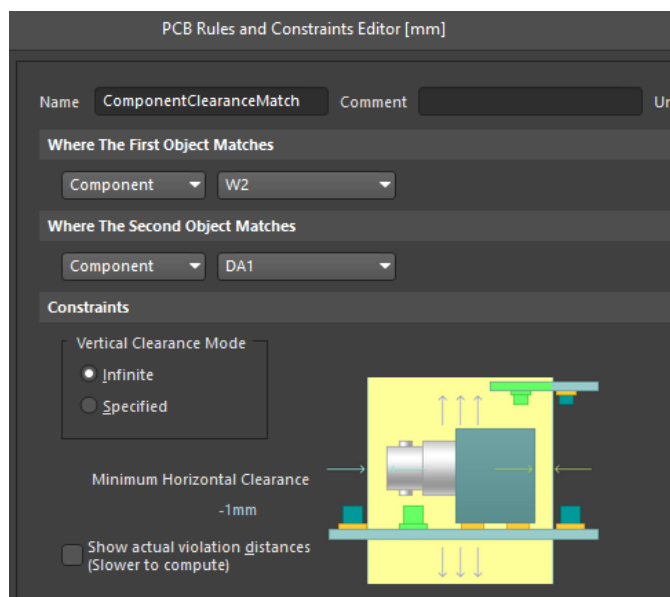 PCB Rules and Constraints Editor [mm]
Name ComponentClearanceMatch Comment Un
Where The First Object Matches
Component W2
Where The Second Object Matches
Component DA1
Constraints
Vertical Clearance Mode
Infinite
Specified
Minimum Horizontal Clearance
-1mm
Show actual violation distances
(Slower to compute)